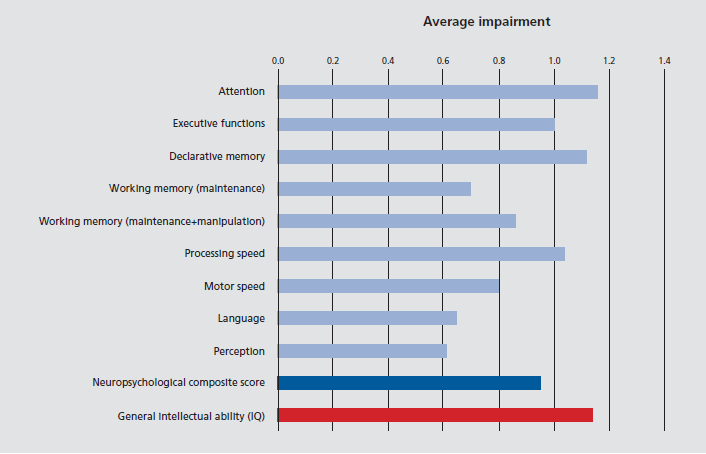 Average impairment
0.0 0.2 0.4 0.6 0.8 1.0 1.2 1.4
Attention
Executive functions
Declarative memory
Working memory (maintenance)
Working memory (maintenance+manipulation)
Processing speed
Motor speed
Language
Perception
Neuropsychological composite score
General intellectual ability (IQ)